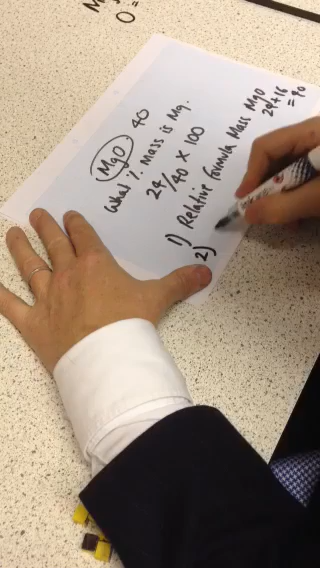 MgO 40
What % Mass is Mg.
24/40 x 100
1) Relative Formula Mass MgO
24+16
= 40
2)